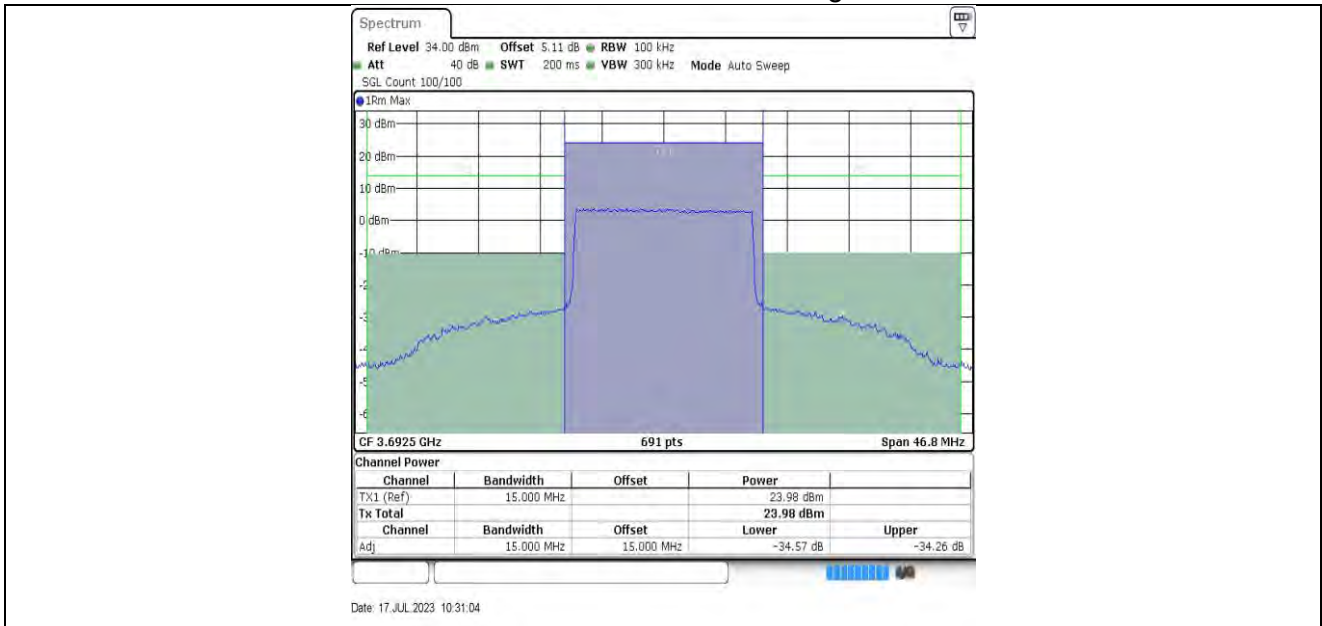 Spectrum
Ref Level 34.00 dBm Offset 5.11 dB RBW 100 kHz
Att 40 dB SWT 200 ms VBW 300 kHz Mode Auto Sweep
SGL Count 100/100
1Rm Max
30 dBm
20 dBm
10 dBm
0 dBm
-10 dBm
CF 3.6925 GHz 691 pts Span 46.8 MHz
Channel Power
Channel Bandwidth Offset Power
TX1 (Ref) 15.000 MHz 23.98 dBm
Tx Total 23.98 dBm
Channel Bandwidth Offset Lower Upper
Adj 15.000 MHz 15.000 MHz -34.57 dB -34.26 dB
Date: 17.JUL.2023 10:31:04